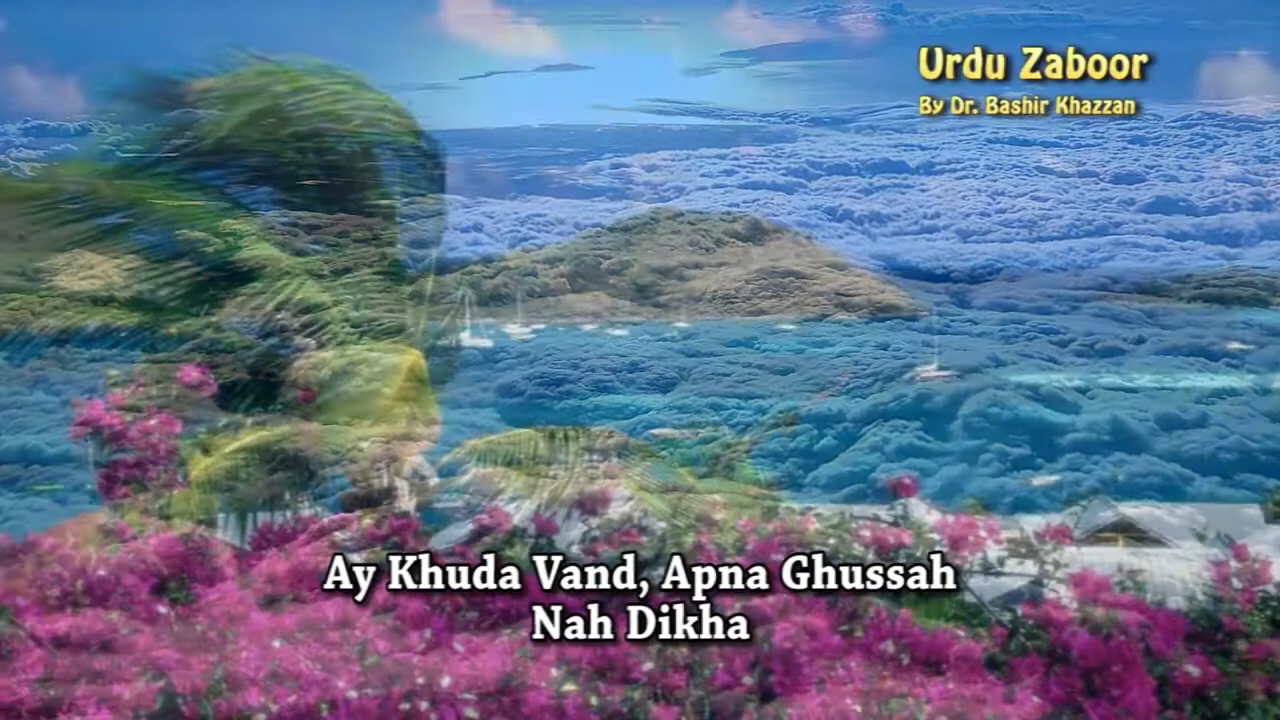 Urdu Zaboor
By Dr. Bashir Khazzan
Ay Khuda Vand, Apna Ghussah
Nah Dikha